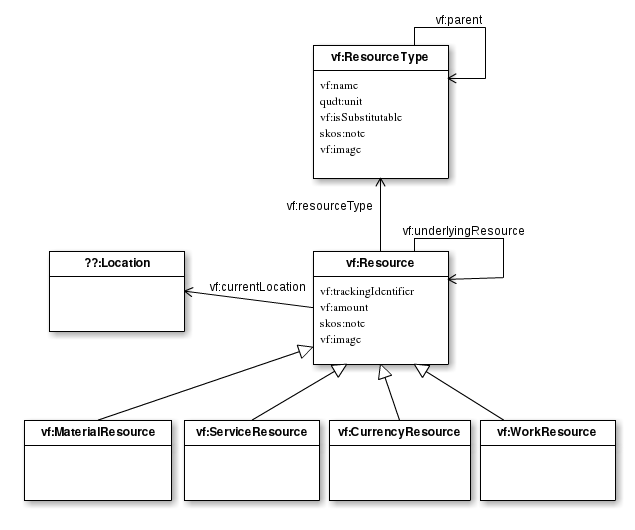 vf:parent
vf:ResourceType
vf:name
qudt:unit
vf:isSubstitutable
skos:note
vf:image
vf:resourceType
vf:underlyingResource
??:Location
vf:currentLocation
vf:Resource
vf:trackingIdentifier
vf:amount
skos:note
vf:image
vf:MaterialResource
vf:ServiceResource
vf:CurrencyResource
vf:WorkResource